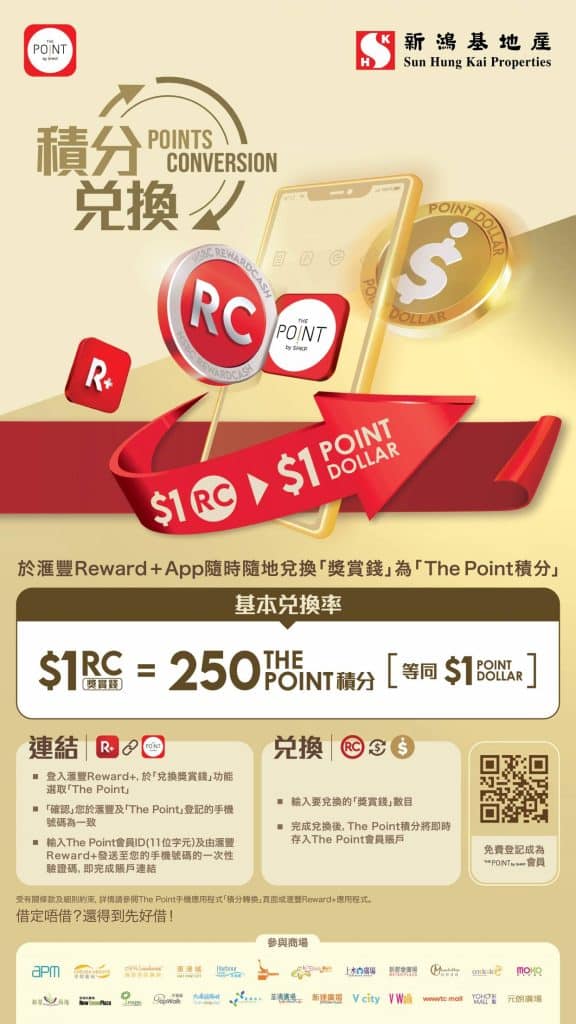 THE
POINT
by SHKP
新鴻基地產
Sun Hung Kai Properties
積分
兌換
POINTS
CONVERSION
POINT DOLLAR
HSBC REWARDCASH
RC
HSBC REWARDCASH
THE
POINT
by SHKP
R+
$1 RC ▶ $1 POINT
DOLLAR
於滙豐Reward+App隨時隨地兌換「獎賞錢」為「The Point積分」
基本兌換率
$1 RC 獎賞錢 = 250 THE POINT 積分 [ 等同 $1 POINT DOLLAR ]
連結 R+ THE POINT
■ 登入滙豐Reward+, 於「兌換獎賞錢」功能
選取「The Point」
■ 「確認」您於滙豐及「The Point」登記的手機
號碼為一致
■ 輸入The Point會員ID(11位字元)及由滙豐
Reward+發送至您的手機號碼的一次性
驗證碼, 即完成賬戶連結
兌換 RC
■ 輸入要兌換的「獎賞錢」數目
■ 完成兌換後, The Point積分將即時
存入The Point會員賬戶
免費登記成為
THE POINT by SHKP 會員
受有關條款及細則約束, 詳情請參閱The Point手機應用程式「積分轉換」頁面或滙豐Reward+應用程式。
借定唔借?還得到先好借!
參與商場
apm
Harbour
上水廣場
MOKO
New Town Plaza
PopWalk
荃灣廣場
新達廣場
V city
V Walk
wwwtc mall
YOHO MALL
元朗廣場